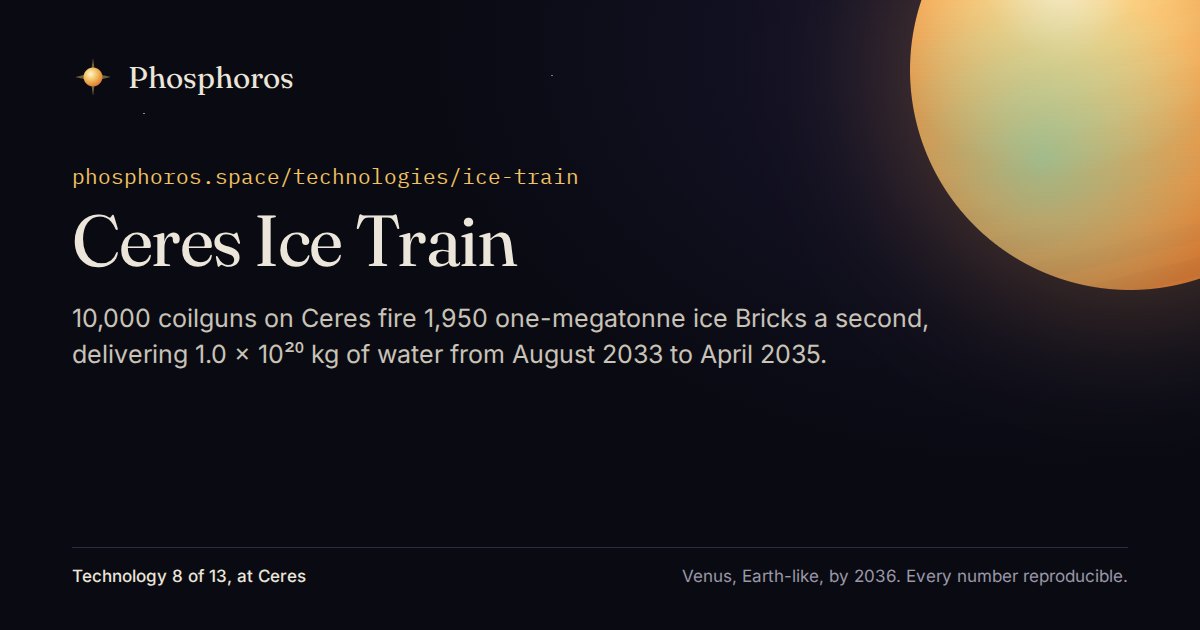 Phosphoros
phosphoros.space/technologies/ice-train
Ceres Ice Train
10,000 coilguns on Ceres fire 1,950 one-megatonne ice Bricks a second,
delivering 1.0 × 10²⁰ kg of water from August 2033 to April 2035.
Technology 8 of 13, at Ceres
Venus, Earth-like, by 2036. Every number reproducible.